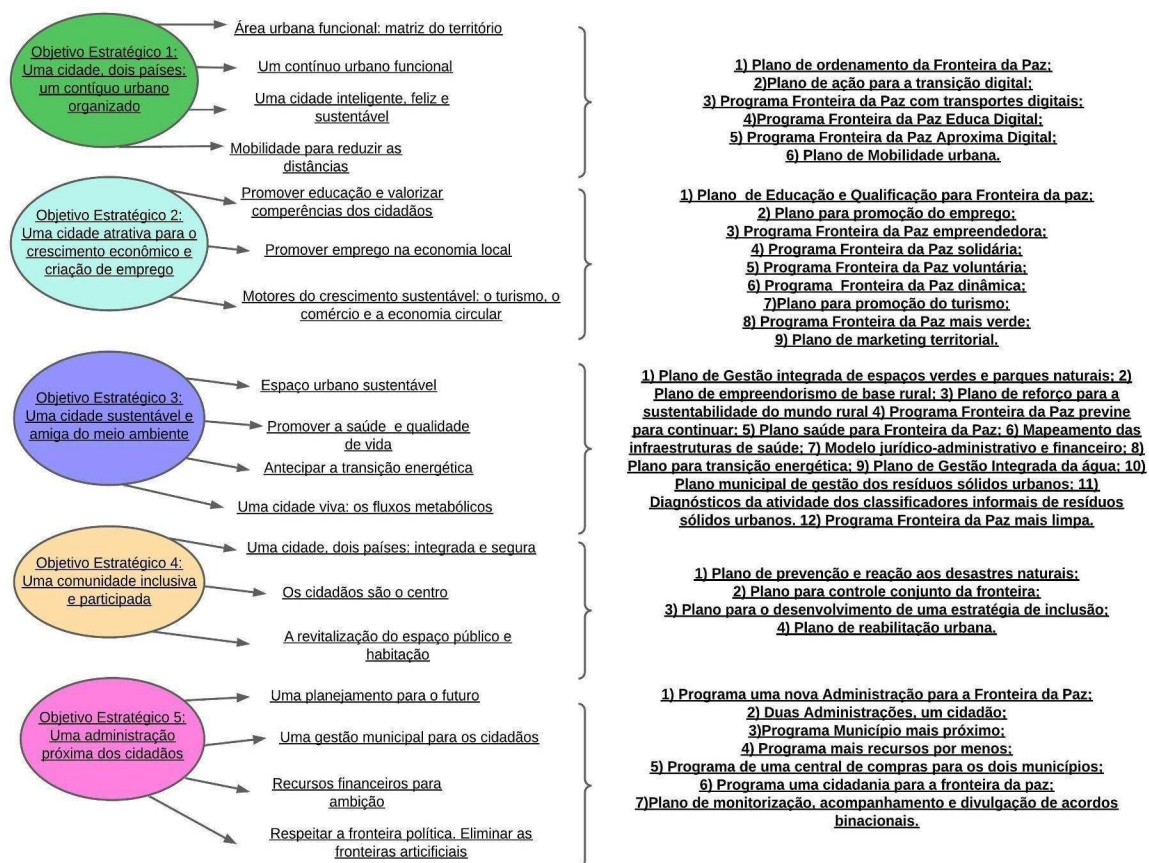 Objetivo Estratégico 1:
Uma cidade, dois países:
um contíguo urbano
organizado
Área urbana funcional: matriz do território
Um contínuo urbano funcional
Uma cidade inteligente, feliz e
sustentável
Mobilidade para reduzir as
distâncias
1) Plano de ordenamento da Fronteira da Paz;
2)Plano de ação para a transição digital;
3) Programa Fronteira da Paz com transportes digitais;
4)Programa Fronteira da Paz Educa Digital;
5) Programa Fronteira da Paz Aproxima Digital;
6) Plano de Mobilidade urbana.
Objetivo Estratégico 2:
Uma cidade atrativa para o
crescimento econômico e
criação de emprego
Promover educação e valorizar
comperências dos cidadãos
Promover emprego na economia local
Motores do crescimento sustentável: o turismo, o
comércio e a economia circular
1) Plano de Educação e Qualificação para Fronteira da paz;
2) Plano para promoção do emprego;
3) Programa Fronteira da Paz empreendedora;
4) Programa Fronteira da Paz solidária;
5) Programa Fronteira da Paz voluntária;
6) Programa Fronteira da Paz dinâmica;
7)Plano para promoção do turismo;
8) Programa Fronteira da Paz mais verde;
9) Plano de marketing territorial.
Objetivo Estratégico 3:
Uma cidade sustentável e
amiga do meio ambiente
Espaço urbano sustentável
Promover a saúde e qualidade
de vida
Antecipar a transição energética
Uma cidade viva: os fluxos metabólicos
1) Plano de Gestão integrada de espaços verdes e parques naturais; 2)
Plano de empreendorismo de base rural; 3) Plano de reforço para a
sustentabilidade do mundo rural 4) Programa Fronteira da Paz previne
para continuar; 5) Plano saúde para Fronteira da Paz; 6) Mapeamento das
infraestruturas de saúde; 7) Modelo jurídico-administrativo e financeiro; 8)
Plano para transição energética; 9) Plano de Gestão Integrada da água; 10)
Plano municipal de gestão dos resíduos sólidos urbanos; 11)
Diagnósticos da atividade dos classificadores informais de resíduos
sólidos urbanos. 12) Programa Fronteira da Paz mais limpa.
Objetivo Estratégico 4:
Uma comunidade inclusiva
e participada
Uma cidade, dois países: integrada e segura
Os cidadãos são o centro
A revitalização do espaço público e
habitação
1) Plano de prevenção e reação aos desastres naturais;
2) Plano para controle conjunto da fronteira;
3) Plano para o desenvolvimento de uma estratégia de inclusão;
4) Plano de reabilitação urbana.
Objetivo Estratégico 5:
Uma administração
próxima dos cidadãos
Uma planejamento para o futuro
Uma gestão municipal para os cidadãos
Recursos financeiros para
ambição
Respeitar a fronteira política. Eliminar as
fronteiras articificiais
1) Programa uma nova Administração para a Fronteira da Paz;
2) Duas Administrações, um cidadão;
3)Programa Município mais próximo;
4) Programa mais recursos por menos;
5) Programa de uma central de compras para os dois municípios;
6) Programa uma cidadania para a fronteira da paz;
7)Plano de monitorização, acompanhamento e divulgação de acordos
binacionais.